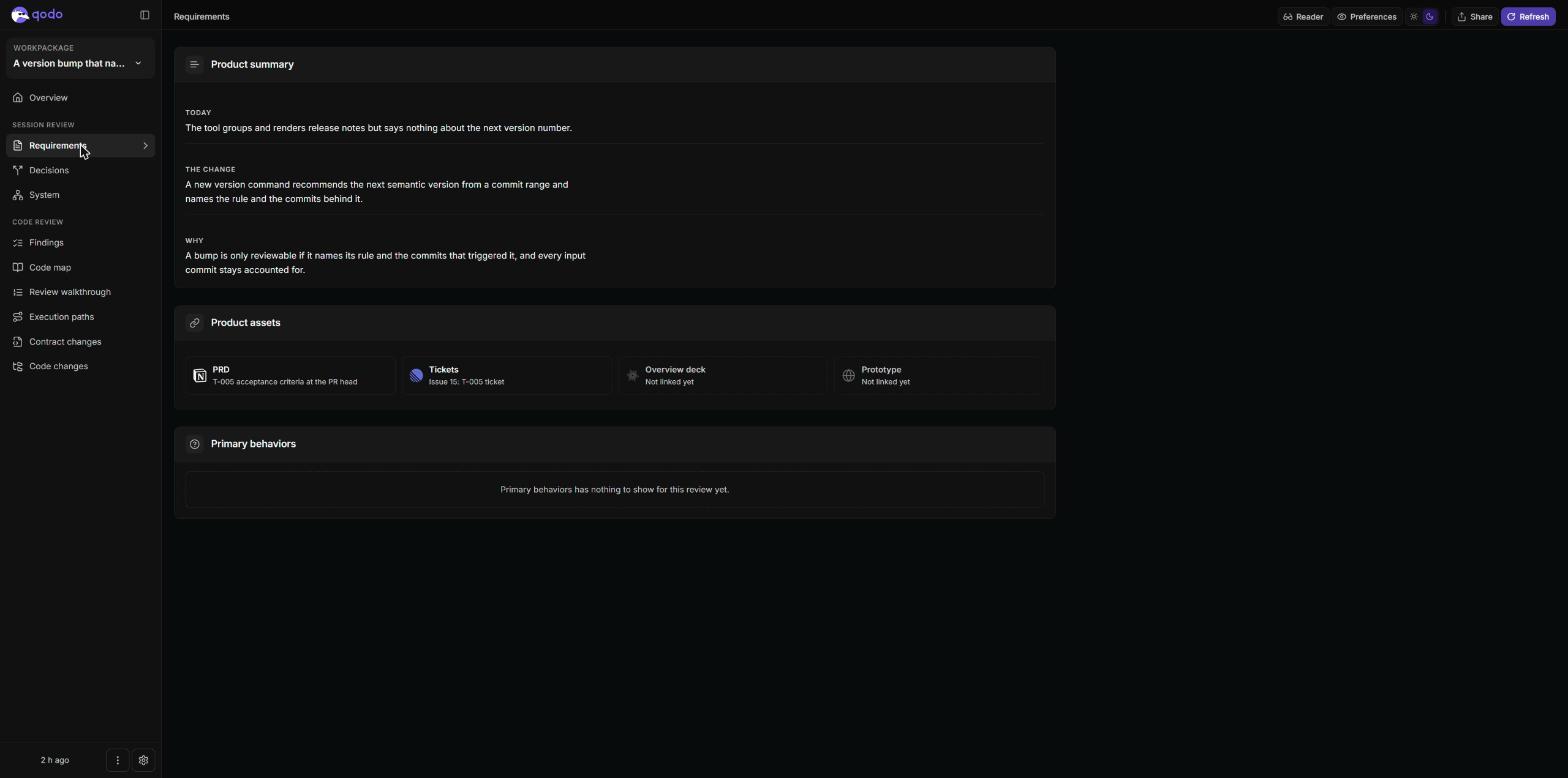 qodo
Requirements
Reader
Preferences
Share
Refresh
WORKPACKAGE
A version bump that na...
Overview
SESSION REVIEW
Requirements
Decisions
System
CODE REVIEW
Findings
Code map
Review walkthrough
Execution paths
Contract changes
Code changes
2 h ago
Product summary
TODAY
The tool groups and renders release notes but says nothing about the next version number.
THE CHANGE
A new version command recommends the next semantic version from a commit range and
names the rule and the commits behind it.
WHY
A bump is only reviewable if it names its rule and the commits that triggered it, and every input
commit stays accounted for.
Product assets
PRD
T-005 acceptance criteria at the PR head
Tickets
Issue 15: T-005 ticket
Overview deck
Not linked yet
Prototype
Not linked yet
Primary behaviors
Primary behaviors has nothing to show for this review yet.